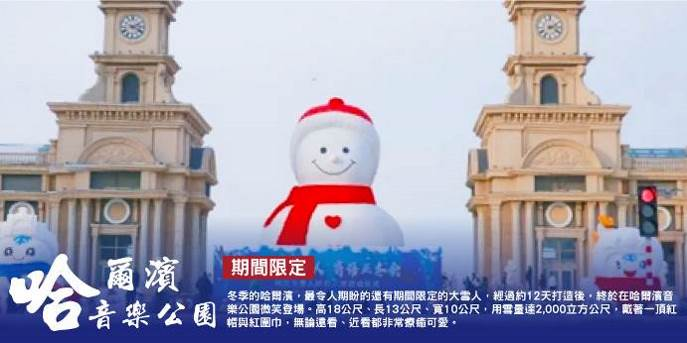 哈爾濱
音樂公園
期間限定
冬季的哈爾濱，最令人期盼的還有期間限定的大雪人，經過約12天打造後，終於在哈爾濱音
樂公園微笑登場。高18公尺、長13公尺、寬10公尺，用雪量達2,000立方公尺，戴著一頂紅
帽與紅圍巾，無論遠看、近看都非常療癒可愛。